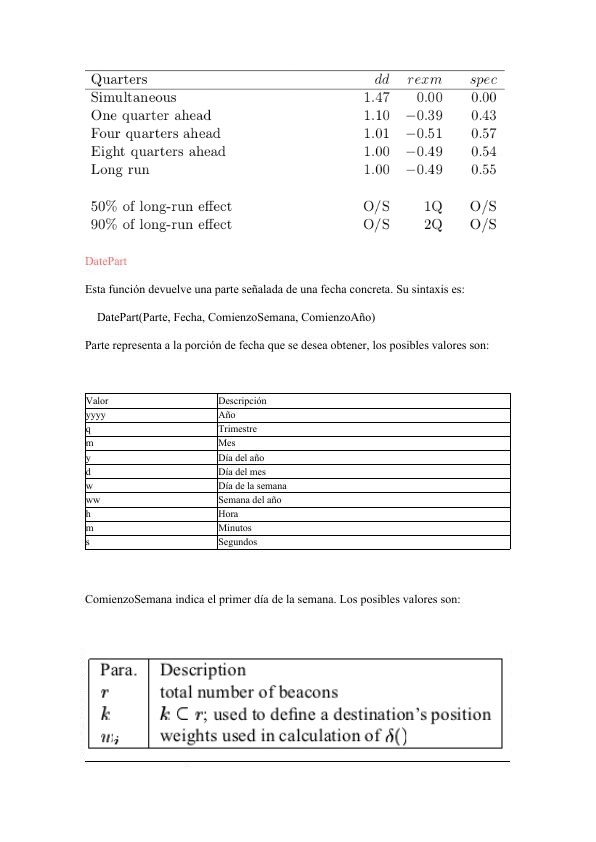 Quarters dd rexm spec
Simultaneous 1.47 0.00 0.00
One quarter ahead 1.10 −0.39 0.43
Four quarters ahead 1.01 −0.51 0.57
Eight quarters ahead 1.00 −0.49 0.54
Long run 1.00 −0.49 0.55
50% of long-run effect O/S 1Q O/S
90% of long-run effect O/S 2Q O/S
DatePart
Esta función devuelve una parte señalada de una fecha concreta. Su sintaxis es:
DatePart(Parte, Fecha, ComienzoSemana, ComienzoAño)
Parte representa a la porción de fecha que se desea obtener, los posibles valores son:
Valor Descripción
yyyy Año
q Trimestre
m Mes
y Día del año
d Día del mes
w Día de la semana
ww Semana del año
h Hora
m Minutos
s Segundos
ComienzoSemana indica el primer día de la semana. Los posibles valores son:
Para. Description
r total number of beacons
k k ⊂ r; used to define a destination's position
w_i weights used in calculation of δ()